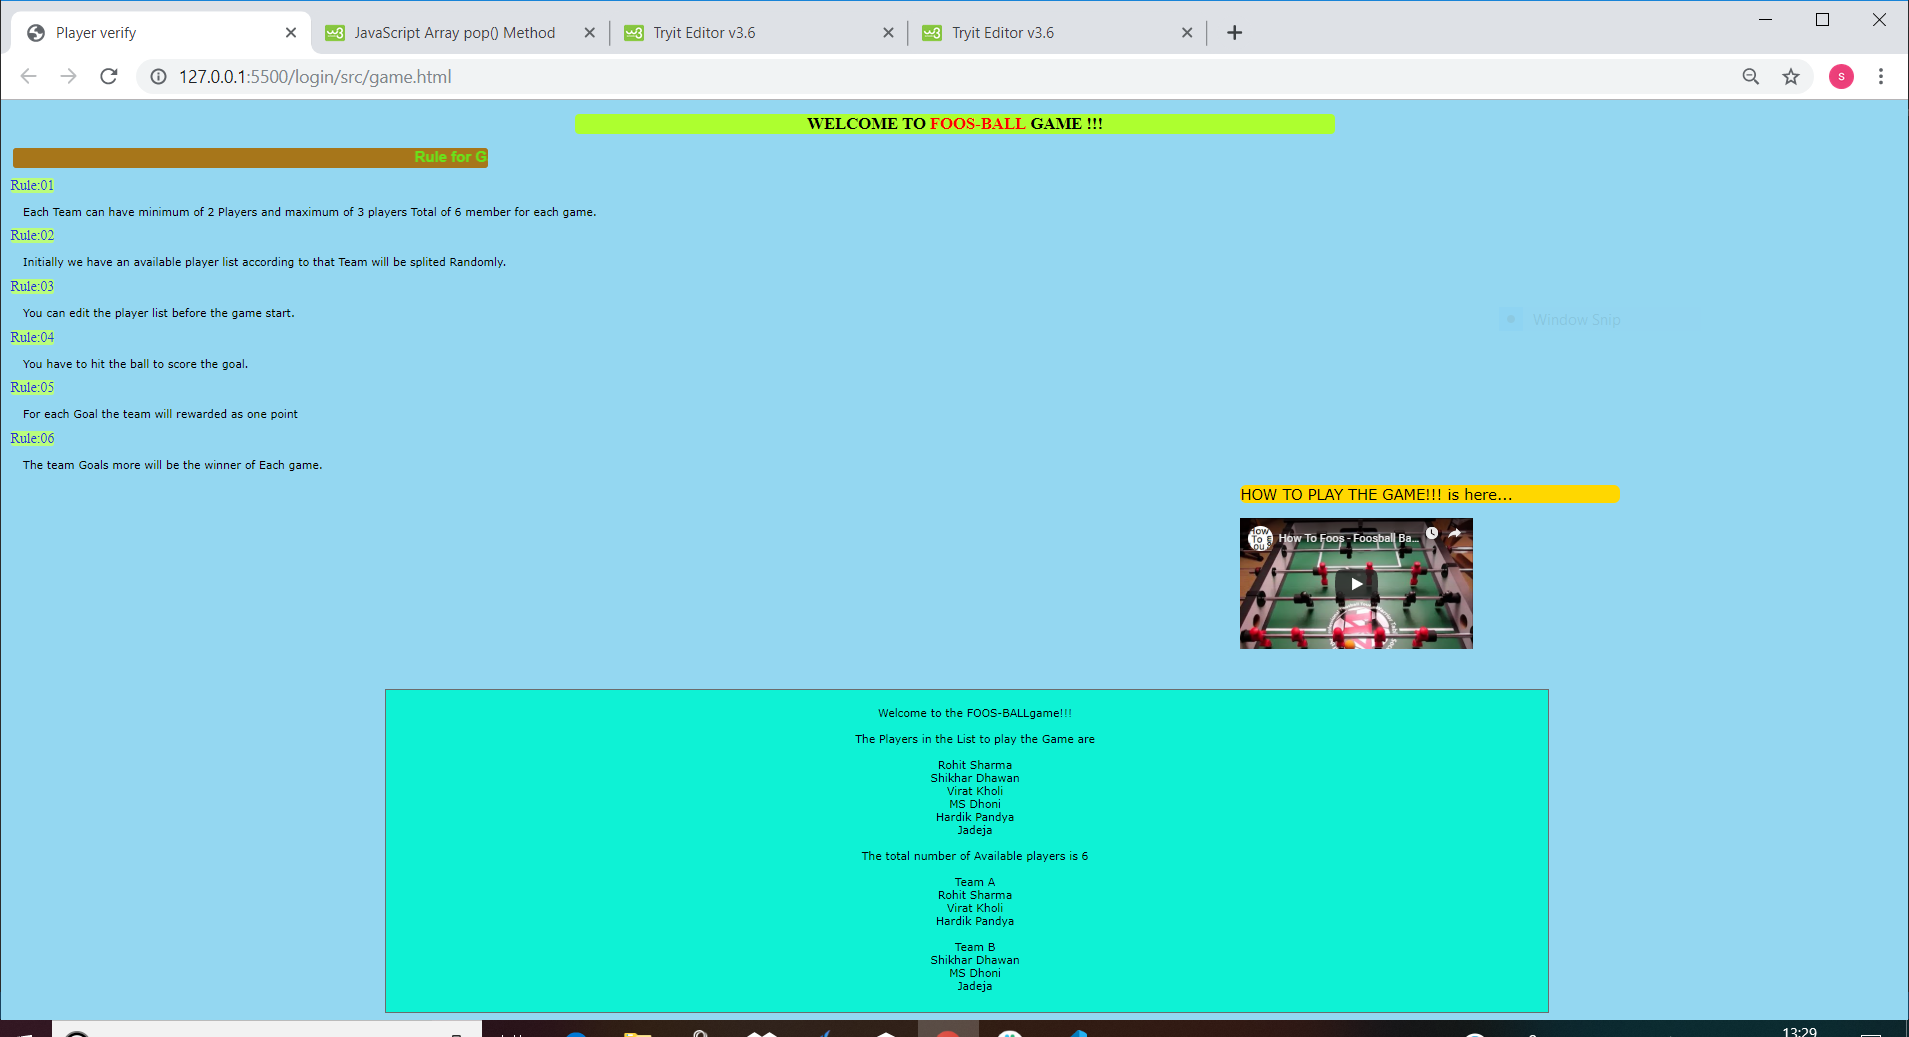 Player verify
JavaScript Array pop() Method
Tryit Editor v3.6
Tryit Editor v3.6
127.0.0.1:5500/login/src/game.html
s
WELCOME TO FOOS-BALL GAME !!!
Rule for G
Rule:01
Each Team can have minimum of 2 Players and maximum of 3 players Total of 6 member for each game.
Rule:02
Initially we have an available player list according to that Team will be splited Randomly.
Rule:03
You can edit the player list before the game start.
Window Snip
Rule:04
You have to hit the ball to score the goal.
Rule:05
For each Goal the team will rewarded as one point
Rule:06
The team Goals more will be the winner of Each game.
HOW TO PLAY THE GAME!!! is here...
How To Foos - Foosball Ba...
Welcome to the FOOS-BALLgame!!!
The Players in the List to play the Game are
Rohit Sharma
Shikhar Dhawan
Virat Kholi
MS Dhoni
Hardik Pandya
Jadeja
The total number of Available players is 6
Team A
Rohit Sharma
Virat Kholi
Hardik Pandya
Team B
Shikhar Dhawan
MS Dhoni
Jadeja
13:29